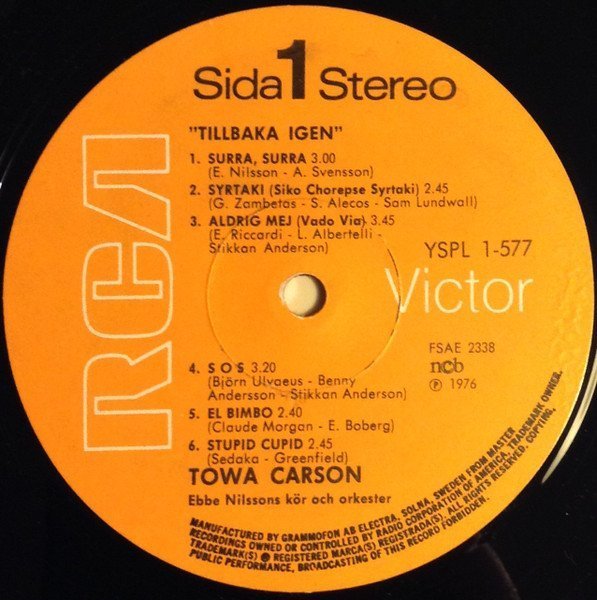 Sida 1 Stereo
"TILLBAKA IGEN"
1. SURRA, SURRA 3.00
(E. Nilsson - A. Svensson)
2. SYRTAKI (Siko Chorepse Syrtaki) 2.45
(G. Zambetas - S. Alecos - Sam Lundwall)
3. ALDRIG MEJ (Vado Via) 3.45
(E. Riccardi - L. Albertelli -
Stikkan Anderson)
RCA
YSPL 1-577
Victor
FSAE 2338
ncb
℗ 1976
4. S O S 3.20
(Björn Ulvaeus - Benny
Andersson - Stikkan Anderson)
5. EL BIMBO 2.40
(Claude Morgan - E. Boberg)
6. STUPID CUPID 2.45
(Sedaka - Greenfield)
TOWA CARSON
Ebbe Nilssons kör och orkester
MANUFACTURED BY GRAMMOFON AB ELECTRA, SOLNA, SWEDEN FROM MASTER
RECORDINGS OWNED OR CONTROLLED BY RADIO CORPORATION OF AMERICA, TRADEMARK OWNER.
TRADEMARK(S) ® REGISTERED MARCA(S) REGISTRADA(S). ALL RIGHTS RESERVED. COPYING,
PUBLIC PERFORMANCE, BROADCASTING OF THIS RECORD FORBIDDEN.